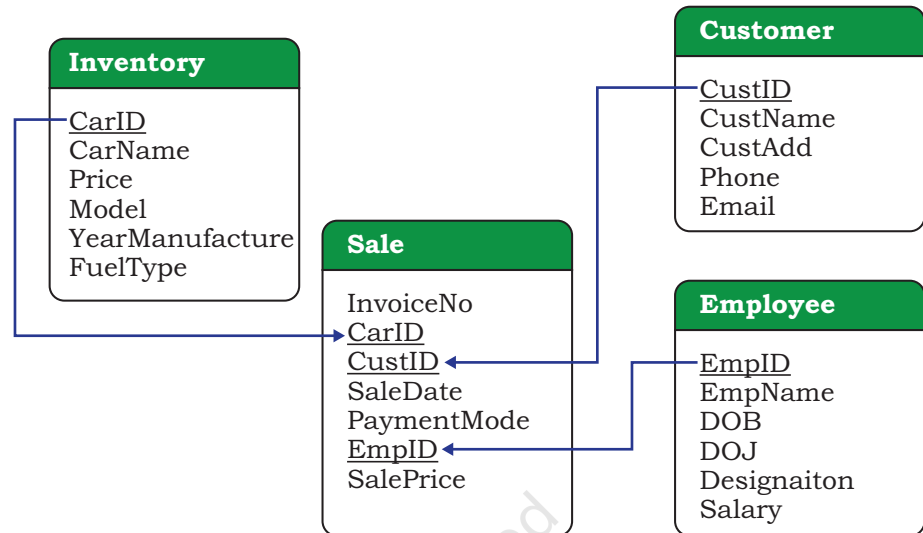 Inventory
CarID
CarName
Price
Model
YearManufacture
FuelType
Sale
InvoiceNo
CarID
CustID
SaleDate
PaymentMode
EmpID
SalePrice
Customer
CustID
CustName
CustAdd
Phone
Email
Employee
EmpID
EmpName
DOB
DOJ
Designaiton
Salary